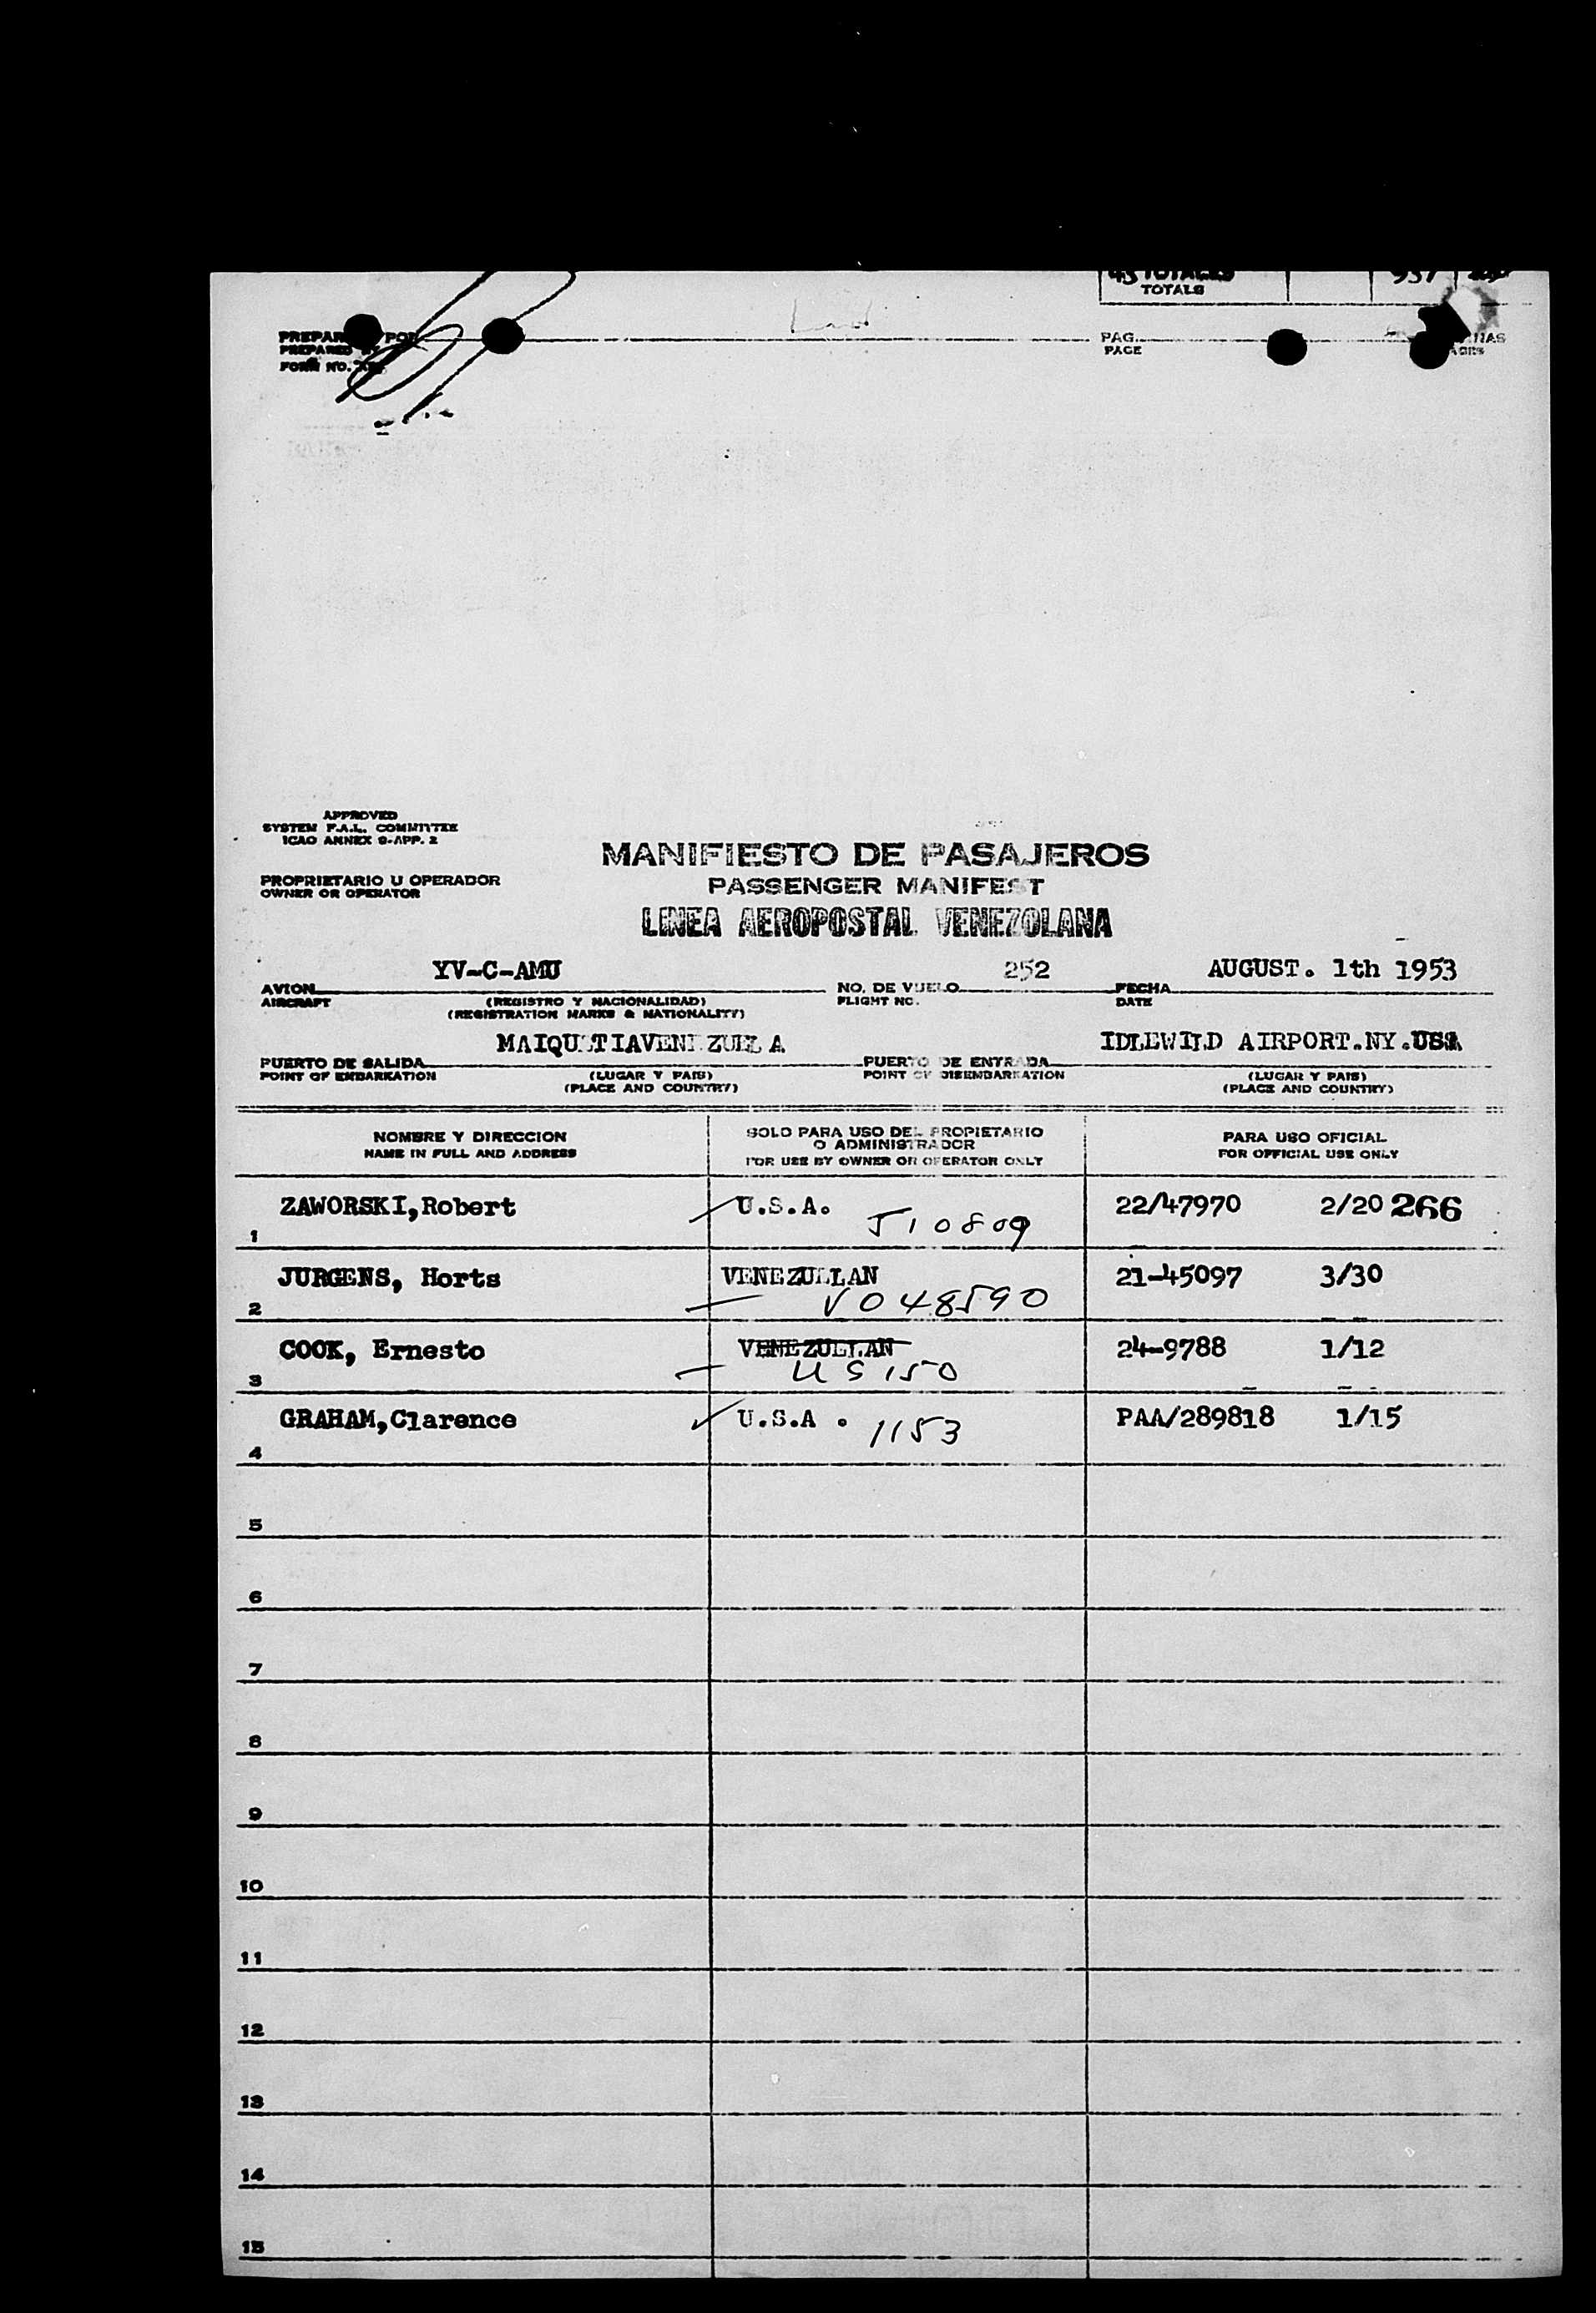 TOTALS
937
PAG.
PAGE
FORM NO.
APPROVED
SYSTEM F.A.L. COMMITTEE
ICAO ANNEX 9-APP. 2
MANIFIESTO DE PASAJEROS
PROPRIETARIO U OPERADOR
OWNER OR OPERATOR
PASSENGER MANIFEST
LINEA AEROPOSTAL VENEZOLANA
YV-C-AMU 252 AUGUST. 1th 1953
AVION NO. DE VUELO FECHA
AIRCRAFT (REGISTRO Y NACIONALIDAD) FLIGHT NO. DATE
(REGISTRATION MARKS & NATIONALITY)
MAIQUETIAVENEZUELA IDLEWILD AIRPORT.NY.USA
PUERTO DE SALIDA PUERTO DE ENTRADA
POINT OF EMBARKATION (LUGAR Y PAIS) POINT OF DISEMBARKATION (LUGAR Y PAIS)
(PLACE AND COUNTRY) (PLACE AND COUNTRY)
NOMBRE Y DIRECCION SOLO PARA USO DEL PROPIETARIO PARA USO OFICIAL
NAME IN FULL AND ADDRESS O ADMINISTRADOR FOR OFFICIAL USE ONLY
FOR USE BY OWNER OR OPERATOR ONLY
ZAWORSKI,Robert U.S.A. 22/47970 2/20 266
1 510809
JURGENS, Horts VENEZULLAN 21-45097 3/30
2 V048590
COOK, Ernesto VENEZULLAN 24-9788 1/12
3 US150
GRAHAM,Clarence U.S.A . 1153 PAA/289818 1/15
4
5
6
7
8
9
10
11
12
13
14
15